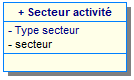 + Secteur activité
- Type secteur
- secteur